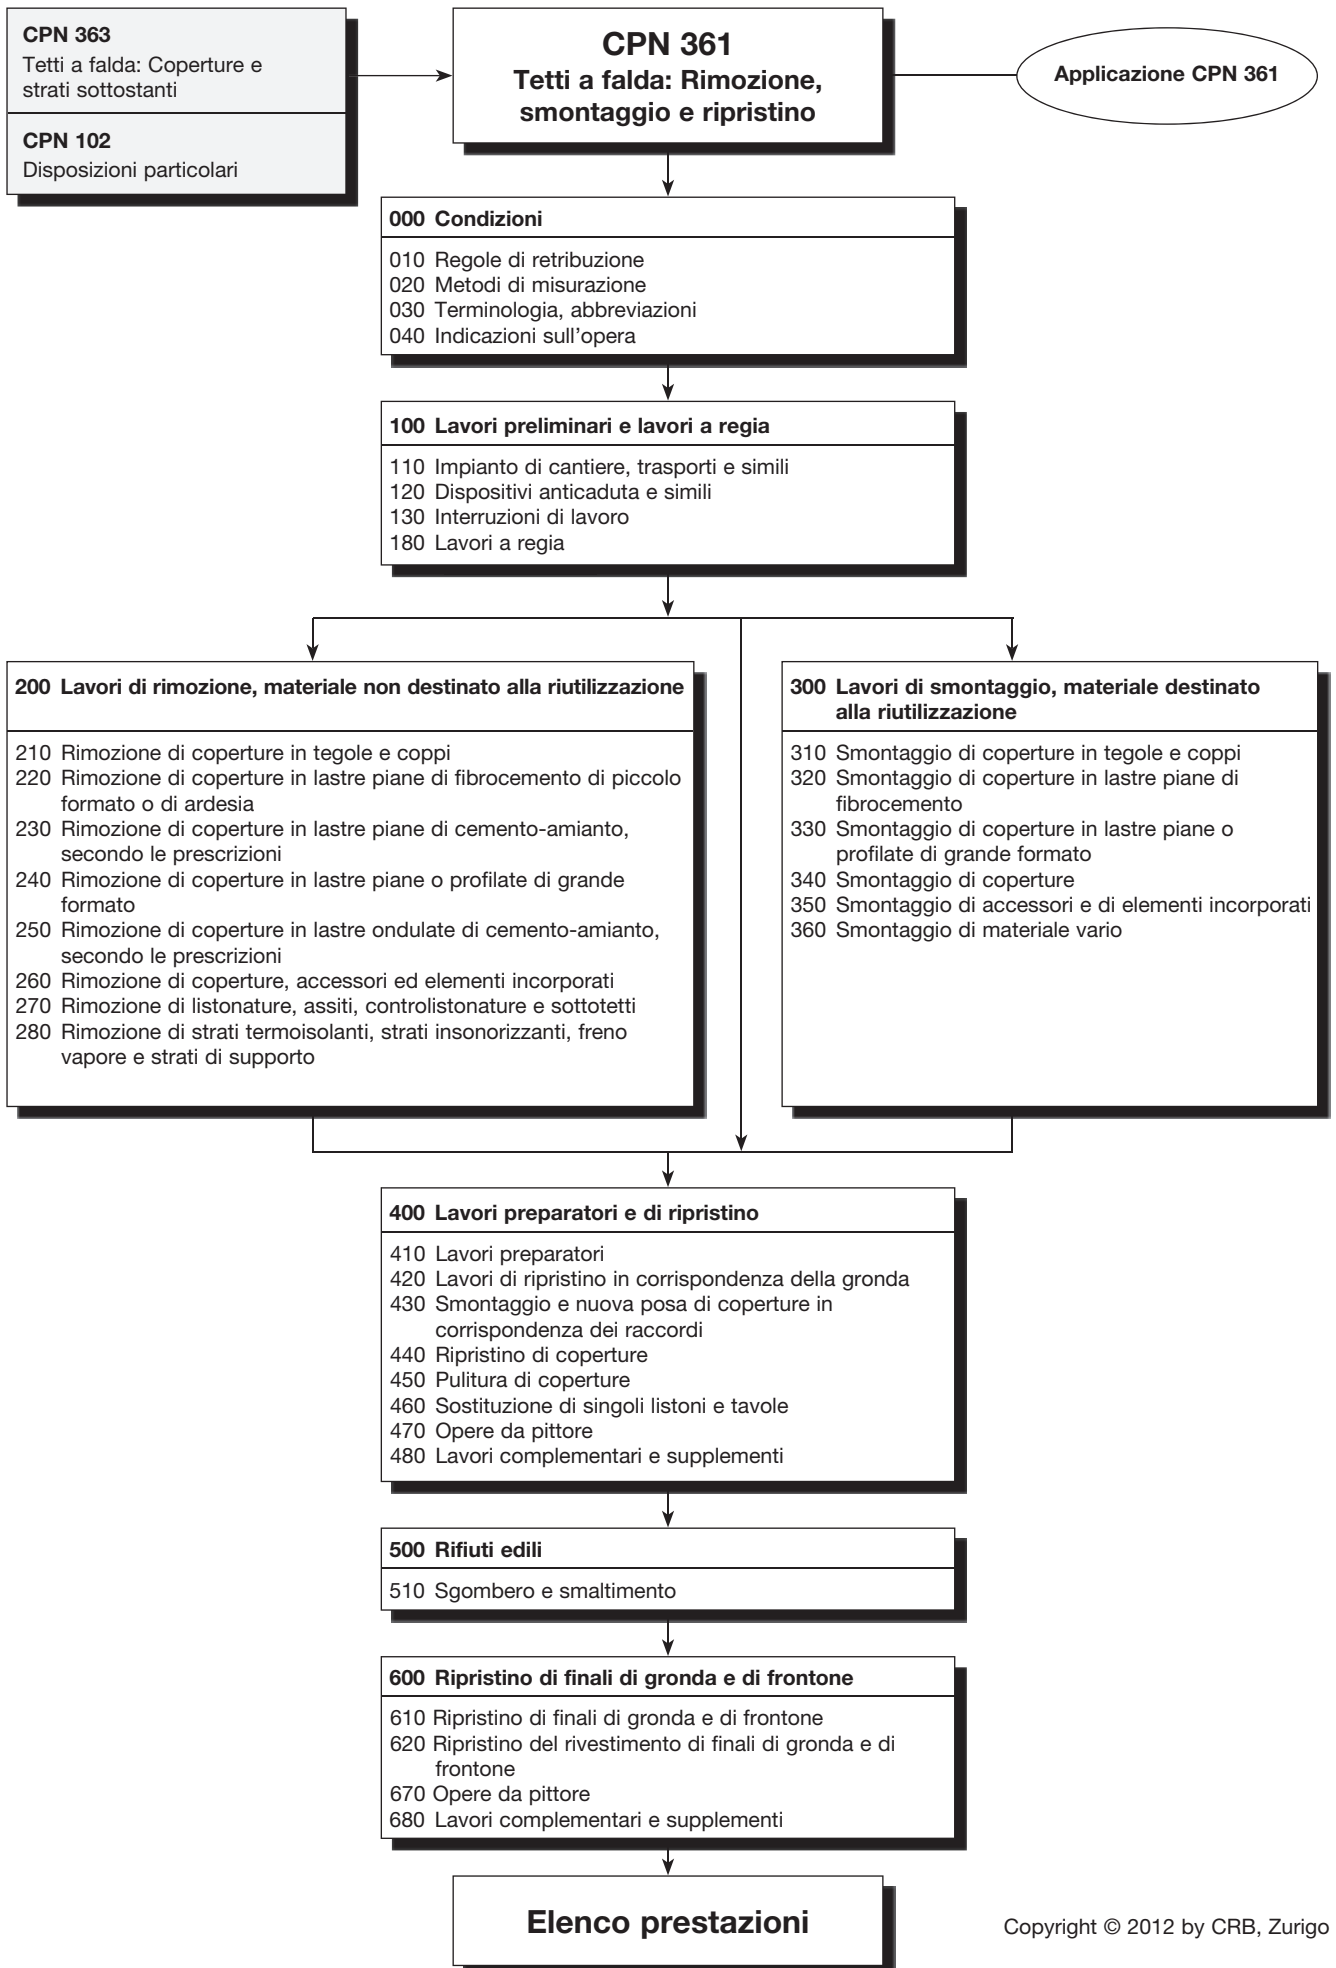 CPN 363
Tetti a falda: Coperture e
strati sottostanti
CPN 102
Disposizioni particolari
CPN 361
Tetti a falda: Rimozione,
smontaggio e ripristino
Applicazione CPN 361
000 Condizioni
010 Regole di retribuzione
020 Metodi di misurazione
030 Terminologia, abbreviazioni
040 Indicazioni sull’opera
100 Lavori preliminari e lavori a regia
110 Impianto di cantiere, trasporti e simili
120 Dispositivi anticaduta e simili
130 Interruzioni di lavoro
180 Lavori a regia
200 Lavori di rimozione, materiale non destinato alla riutilizzazione
210 Rimozione di coperture in tegole e coppi
220 Rimozione di coperture in lastre piane di fibrocemento di piccolo
formato o di ardesia
230 Rimozione di coperture in lastre piane di cemento-amianto,
secondo le prescrizioni
240 Rimozione di coperture in lastre piane o profilate di grande
formato
250 Rimozione di coperture in lastre ondulate di cemento-amianto,
secondo le prescrizioni
260 Rimozione di coperture, accessori ed elementi incorporati
270 Rimozione di listonature, assiti, controlistonature e sottotetti
280 Rimozione di strati termoisolanti, strati insonorizzanti, freno
vapore e strati di supporto
300 Lavori di smontaggio, materiale destinato
alla riutilizzazione
310 Smontaggio di coperture in tegole e coppi
320 Smontaggio di coperture in lastre piane di
fibrocemento
330 Smontaggio di coperture in lastre piane o
profilate di grande formato
340 Smontaggio di coperture
350 Smontaggio di accessori e di elementi incorporati
360 Smontaggio di materiale vario
400 Lavori preparatori e di ripristino
410 Lavori preparatori
420 Lavori di ripristino in corrispondenza della gronda
430 Smontaggio e nuova posa di coperture in
corrispondenza dei raccordi
440 Ripristino di coperture
450 Pulitura di coperture
460 Sostituzione di singoli listoni e tavole
470 Opere da pittore
480 Lavori complementari e supplementi
500 Rifiuti edili
510 Sgombero e smaltimento
600 Ripristino di finali di gronda e di frontone
610 Ripristino di finali di gronda e di frontone
620 Ripristino del rivestimento di finali di gronda e di
frontone
670 Opere da pittore
680 Lavori complementari e supplementi
Elenco prestazioni
Copyright © 2012 by CRB, Zurigo